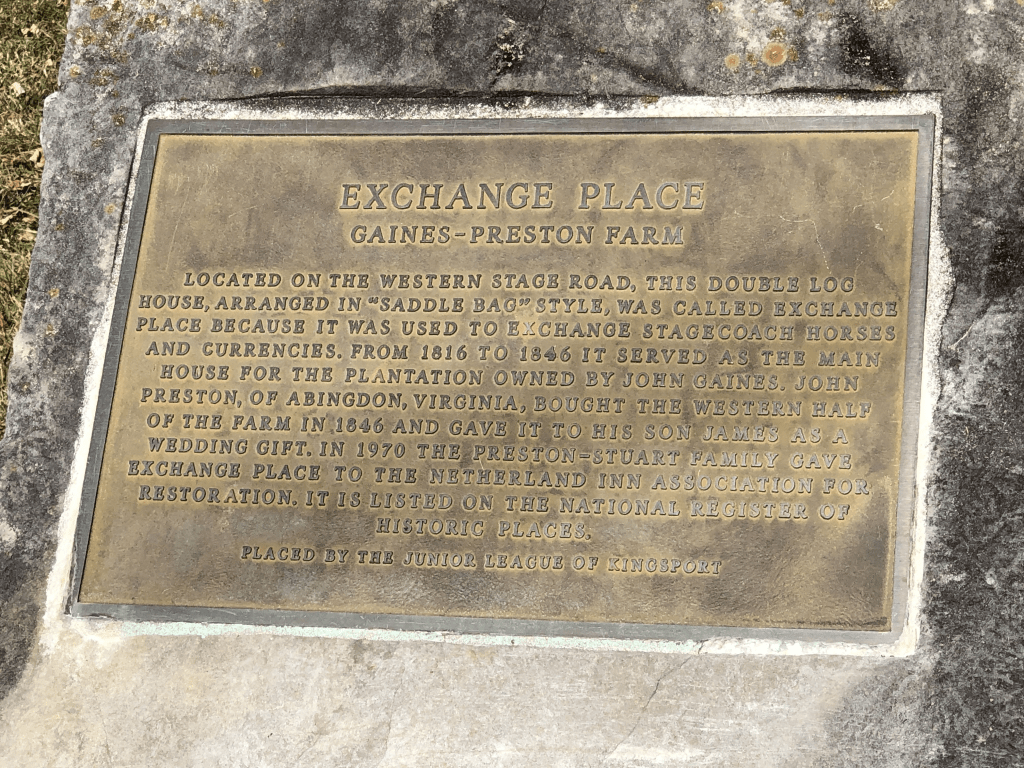 EXCHANGE PLACE
GAINES-PRESTON FARM
LOCATED ON THE WESTERN STAGE ROAD, THIS DOUBLE LOG
HOUSE, ARRANGED IN "SADDLE BAG" STYLE, WAS CALLED EXCHANGE
PLACE BECAUSE IT WAS USED TO EXCHANGE STAGECOACH HORSES
AND CURRENCIES. FROM 1816 TO 1846 IT SERVED AS THE MAIN
HOUSE FOR THE PLANTATION OWNED BY JOHN GAINES. JOHN
PRESTON, OF ABINGDON, VIRGINIA, BOUGHT THE WESTERN HALF
OF THE FARM IN 1846 AND GAVE IT TO HIS SON JAMES AS A
WEDDING GIFT. IN 1970 THE PRESTON-STUART FAMILY GAVE
EXCHANGE PLACE TO THE NETHERLAND INN ASSOCIATION FOR
RESTORATION. IT IS LISTED ON THE NATIONAL REGISTER OF
HISTORIC PLACES.
PLACED BY THE JUNIOR LEAGUE OF KINGSPORT